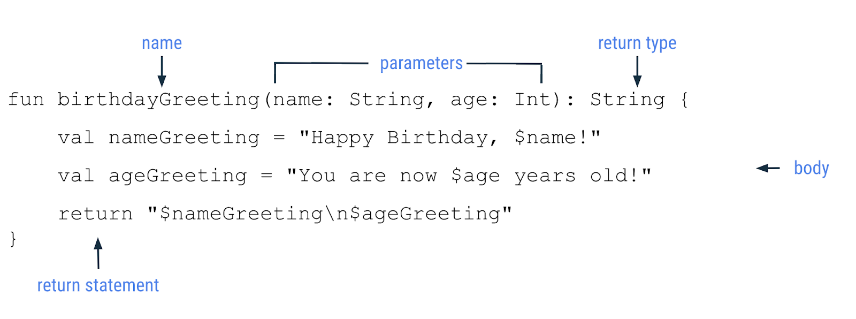 name
return type
parameters
fun birthdayGreeting(name: String, age: Int): String {
val nameGreeting = "Happy Birthday, $name!"
val ageGreeting = "You are now $age years old!"
body
return "$nameGreeting\n$ageGreeting"
}
return statement